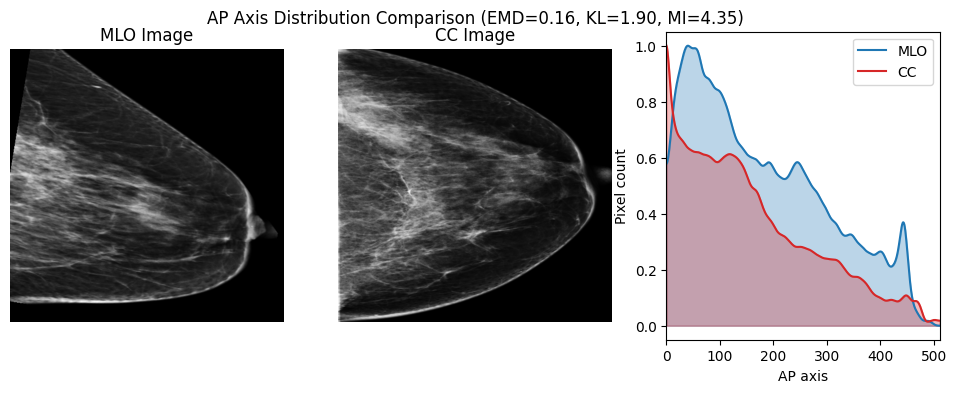 AP Axis Distribution Comparison (EMD=0.16, KL=1.90, MI=4.35)
MLO Image
CC Image
MLO
CC
Pixel count
1.0
0.8
0.6
0.4
0.2
0.0
0 100 200 300 400 500
AP axis